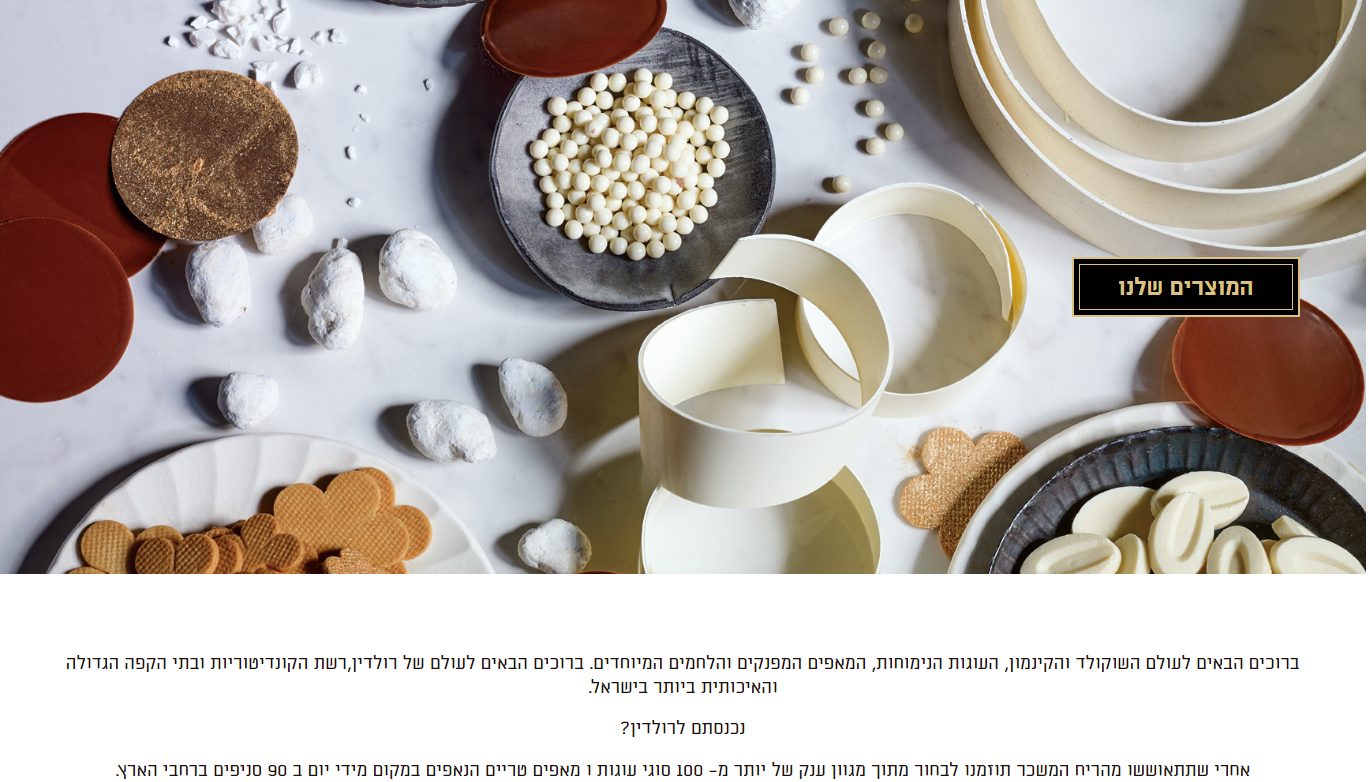 המוצרים שלנו
ברוכים הבאים לעולם השוקולד והקינמון, העוגות הנימוחות, המאפים המפנקים והלחמים המיוחדים. ברוכים הבאים לעולם של רולדין,רשת הקונדיטוריות ובתי הקפה הגדולה
והאיכותית ביותר בישראל.
נכנסתם לרולדין?
אחרי שתתאוששו מהריח המשכר תוזמנו לבחור מתוך מגוון ענק של יותר מ– 100 סוגי עוגות ו מאפים טריים הנאפים במקום מידי יום ב 90 סניפים ברחבי הארץ.